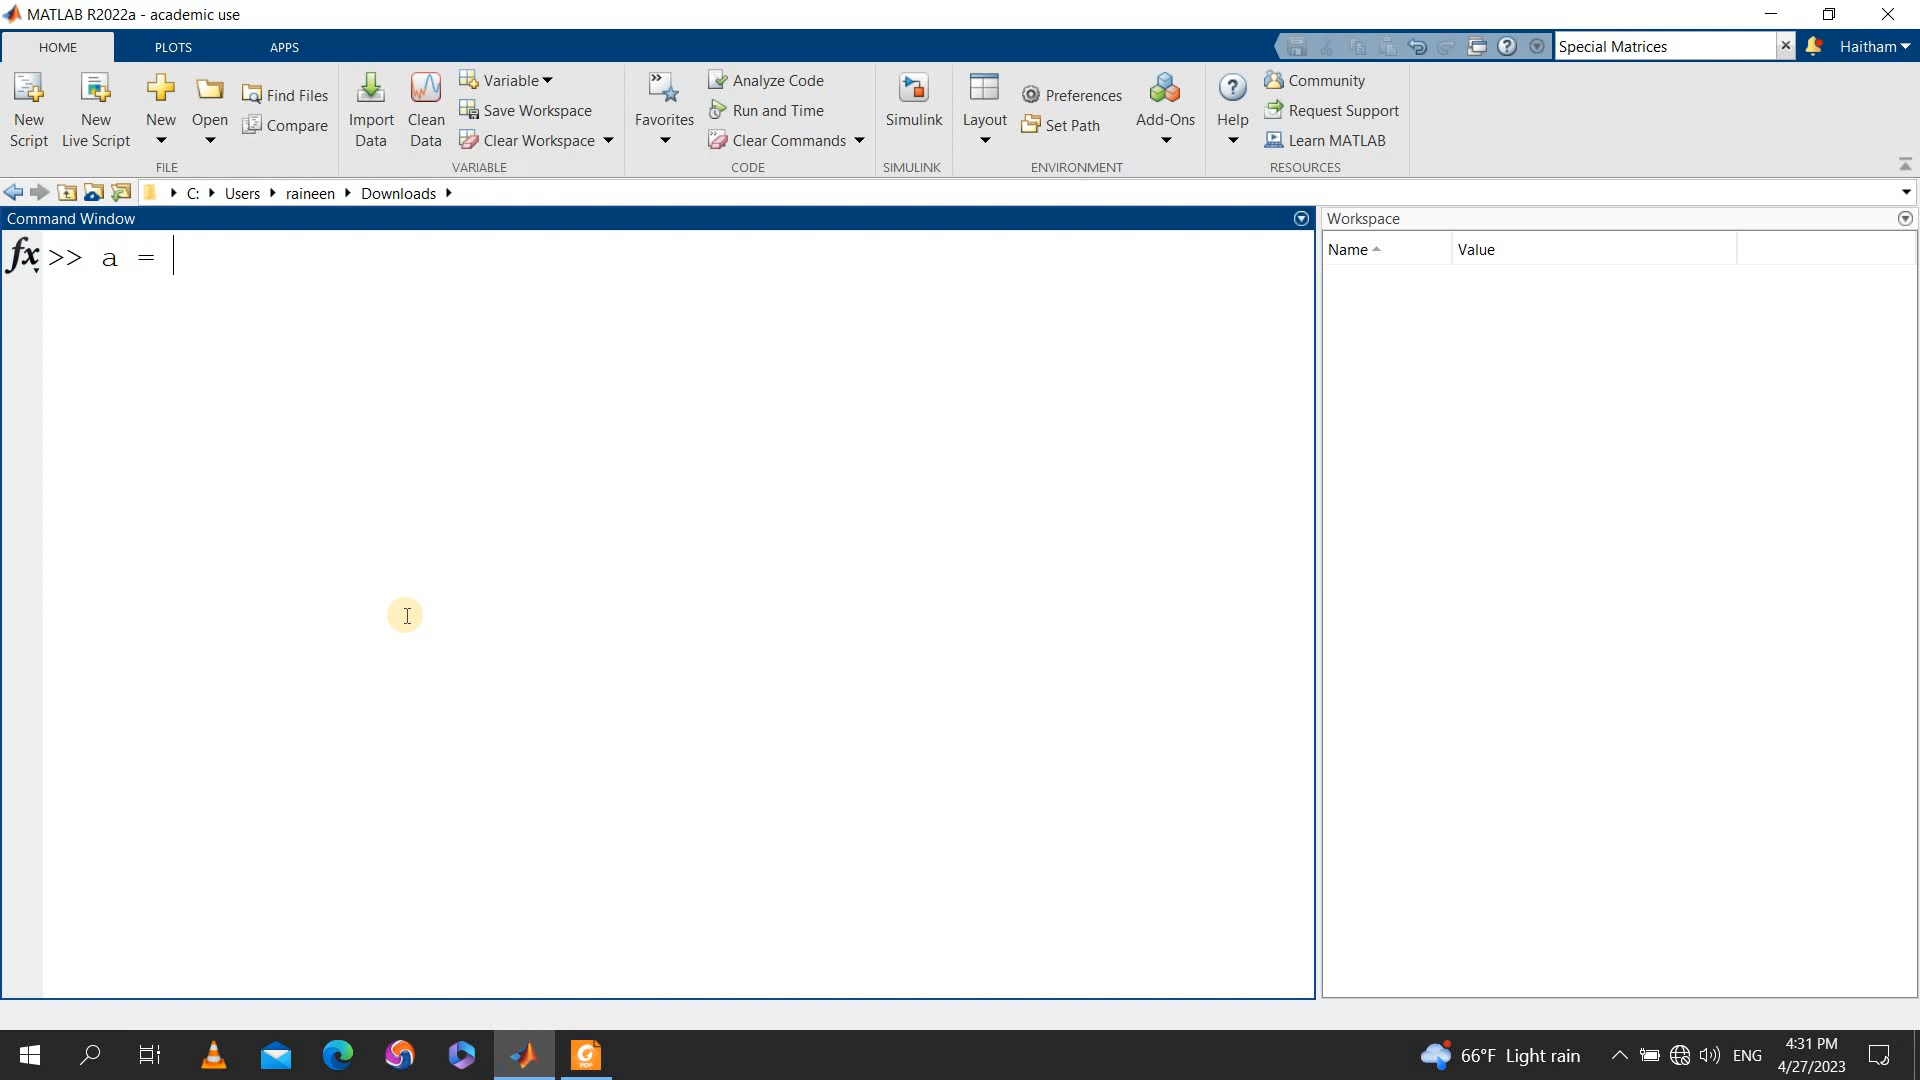 MATLAB R2022a - academic use
HOME PLOTS APPS Special Matrices Haitham
New Script
New Live Script
New
Open
Find Files
Compare
FILE
Import Data
Clean Data
Variable
Save Workspace
Clear Workspace
VARIABLE
Favorites
Analyze Code
Run and Time
Clear Commands
CODE
Simulink
SIMULINK
Layout
Preferences
Set Path
Add-Ons
ENVIRONMENT
Help
Community
Request Support
Learn MATLAB
RESOURCES
C: Users raineen Downloads
Command Window
fx >> a =
Workspace
Name Value
66°F Light rain ENG 4:31 PM
4/27/2023